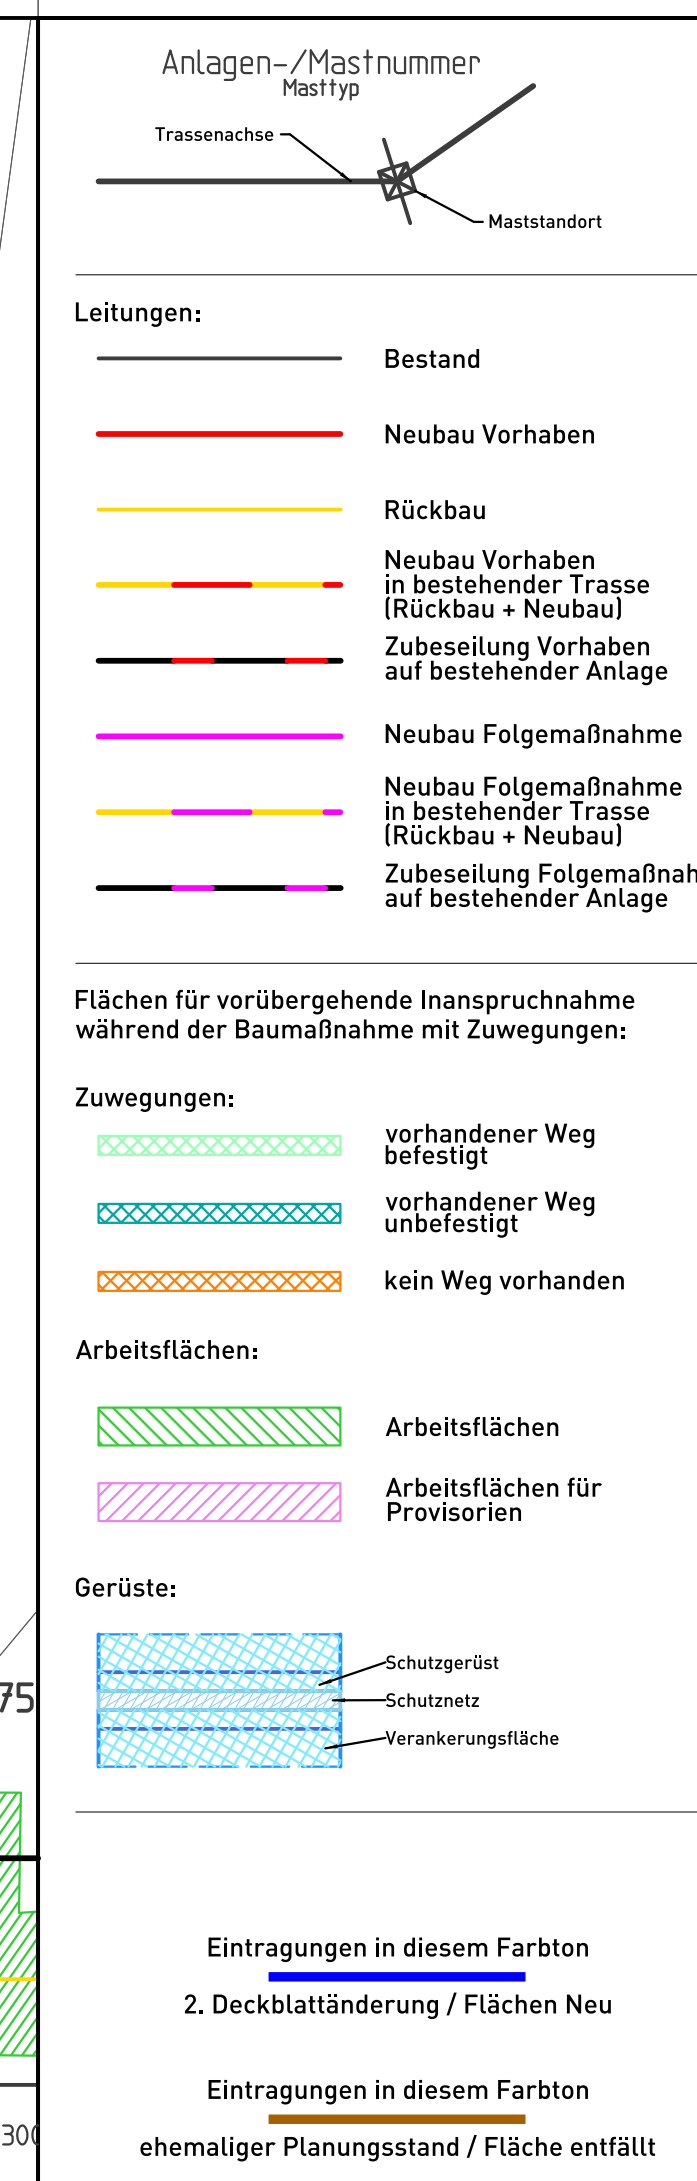 Anlagen-/Mastnummer
Masttyp
Trassenachse
Maststandort
Leitungen:
Bestand
Neubau Vorhaben
Rückbau
Neubau Vorhaben
in bestehender Trasse
(Rückbau + Neubau)
Zubeseilung Vorhaben
auf bestehender Anlage
Neubau Folgemaßnahme
Neubau Folgemaßnahme
in bestehender Trasse
(Rückbau + Neubau)
Zubeseilung Folgemaßnah
auf bestehender Anlage
Flächen für vorübergehende Inanspruchnahme
während der Baumaßnahme mit Zuwegungen:
Zuwegungen:
vorhandener Weg
befestigt
vorhandener Weg
unbefestigt
kein Weg vorhanden
Arbeitsflächen:
Arbeitsflächen
Arbeitsflächen für
Provisorien
Gerüste:
Schutzgerüst
Schutznetz
Verankerungsfläche
75
Eintragungen in diesem Farbton
2. Deckblattänderung / Flächen Neu
Eintragungen in diesem Farbton
300
ehemaliger Planungsstand / Fläche entfällt